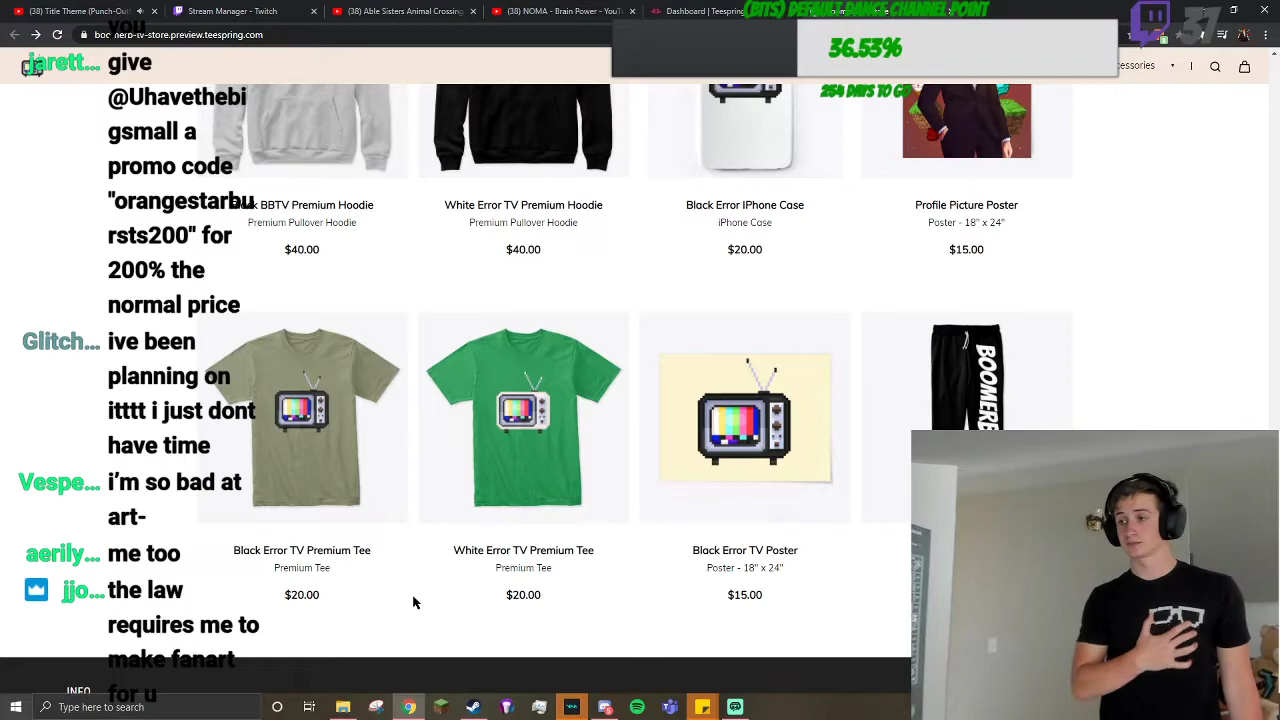 (BITS) DEFAULT DANCE CHANNEL POINT
(38) Title Theme (Punch-Out!!
Stream Manager - Twitch
(38) Able Sisters Animal Crossing
(38) NOMA - Brain Power - YouTu
Dashboard | Teespring
36.53%
254 DAYS TO GO
37
you
jarett... give
@Uhavethebi
gsmall a
promo code
"orangestarbu
rsts200" for
200% the
normal price
Glitch... ive been
planning on
itttt i just dont
have time
Vespe... i'm so bad at
art-
aerily... me too
jjo... the law
requires me to
make fanart
for u
Black BBTV Premium Hoodie
Premium Pullover Hoodie
$40.00
White Error TV Premium Hoodie
Premium Pullover Hoodie
$40.00
Black Error IPhone Case
iPhone Case
$20.00
Profile Picture Poster
Poster - 18" x 24"
$15.00
Black Error TV Premium Tee
Premium Tee
$20.00
White Error TV Premium Tee
Premium Tee
$20.00
Black Error TV Poster
Poster - 18" x 24"
$15.00
BOOMERB
INFO
Type here to search